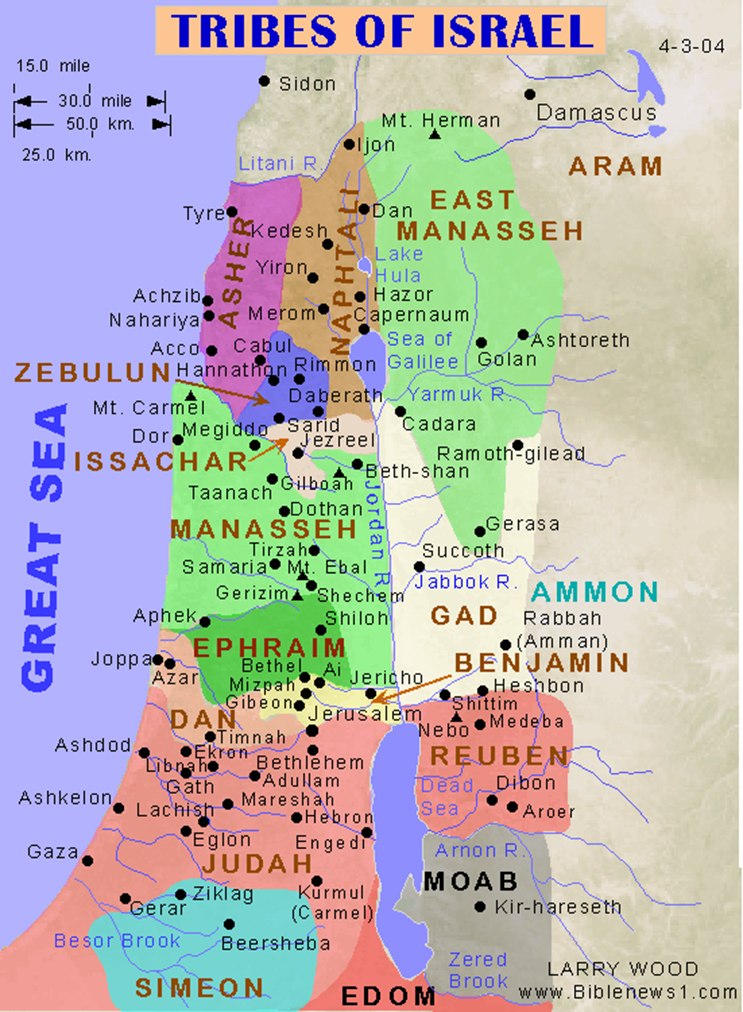 TRIBES OF ISRAEL
4-3-04
15.0 mile
30.0 mile
50.0 km.
25.0 km.
Sidon
Damascus
Mt. Herman
Ijon
Litani R.
ARAM
EAST
MANASSEH
Tyre
Dan
Kedesh
ASHER
NAPHTALI
Lake
Hula
Yiron
Achzib
Hazor
Nahariya
Merom
Capernaum
Acco
Cabul
Sea of
Galilee
Ashtoreth
Golan
ZEBULUN
Hannathon
Rimmon
Daberath
Yarmuk R.
Mt. Carmel
Sarid
Cadara
Dor
Megiddo
Jezreel
Ramoth-gilead
ISSACHAR
Beth-shan
Gilboah
Taanach
Dothan
GREAT SEA
Jordan R.
MANASSEH
Gerasa
Tirzah
Succoth
Samaria
Mt. Ebal
Jabbok R.
AMMON
Gerizim
Shechem
Aphek
Shiloh
GAD
Rabbah
(Amman)
EPHRAIM
Joppa
Bethel
Ai
BENJAMIN
Azar
Mizpah
Jericho
Heshbon
Gibeon
Shittim
DAN
Jerusalem
Nebo
Medeba
Timnah
Ashdod
Ekron
REUBEN
Libnah
Bethlehem
Gath
Adullam
Dead
Sea
Dibon
Ashkelon
Lachish
Mareshah
Aroer
Hebron
Eglon
Engedi
Gaza
JUDAH
Arnon R.
MOAB
Ziklag
Kurmul
(Carmel)
Gerar
Kir-hareseth
Besor Brook
Beersheba
Zered
Brook
LARRY WOOD
SIMEON
EDOM
www.Biblenews1.com